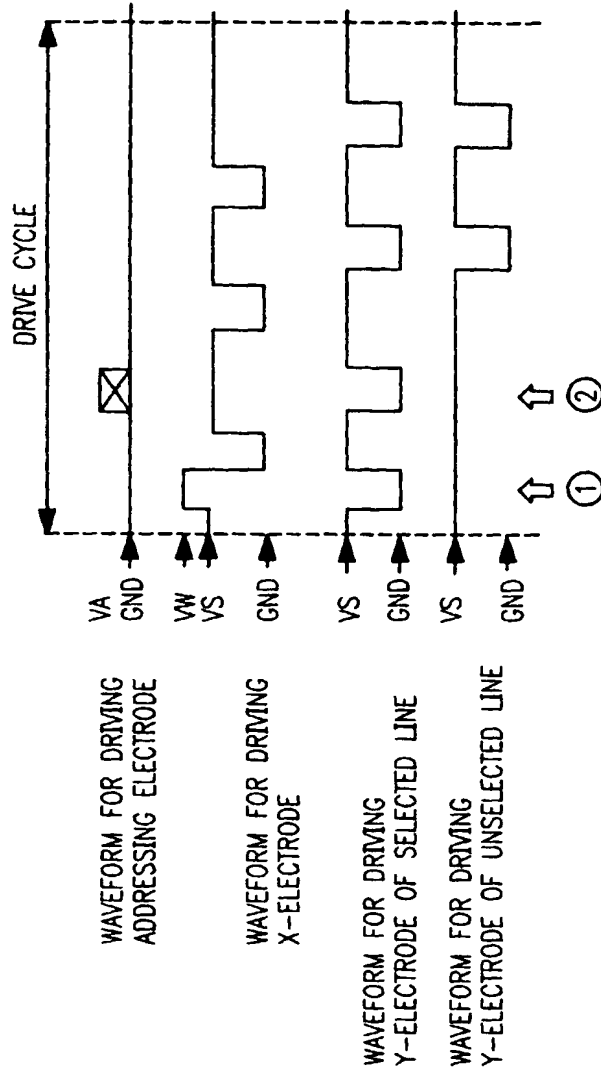 DRIVE CYCLE
WAVEFORM FOR DRIVING
ADDRESSING ELECTRODE
VA
GND
WAVEFORM FOR DRIVING
X-ELECTRODE
VW
VS
GND
WAVEFORM FOR DRIVING
Y-ELECTRODE OF SELECTED LINE
VS
GND
WAVEFORM FOR DRIVING
Y-ELECTRODE OF UNSELECTED LINE
VS
GND
1
2